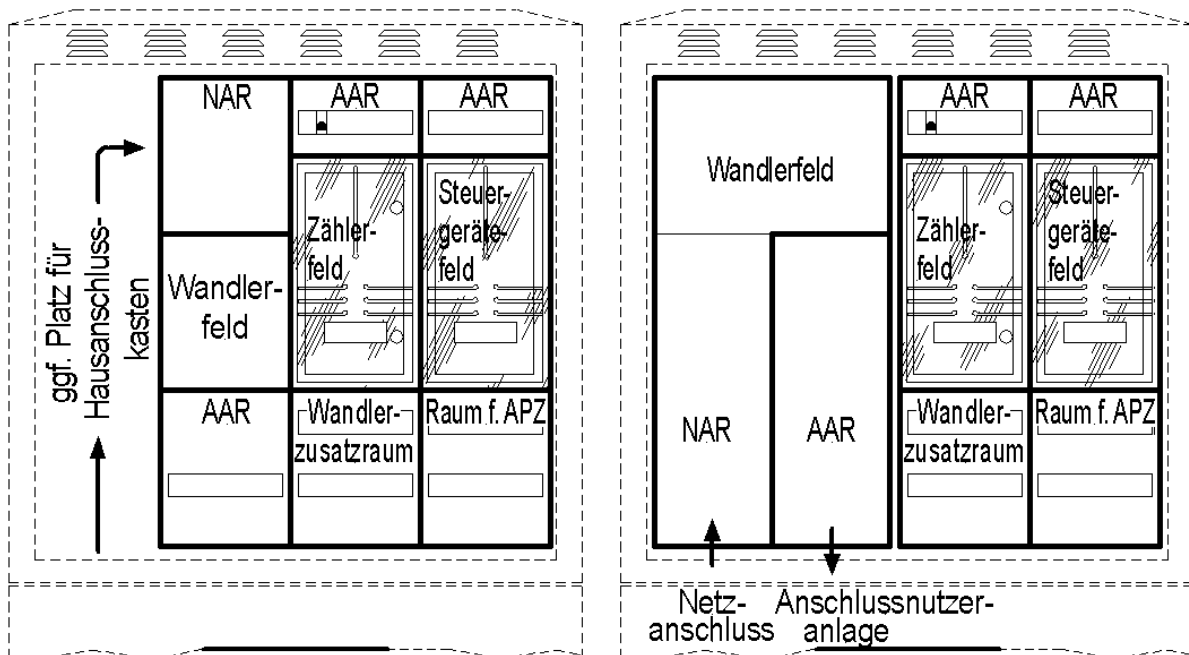 NAR
AAR
AAR
ggf. Platz für
Hausanschluss-
kasten
Zähler-
feld
Steuer-
geräte-
feld
Wandler-
feld
AAR
Wandler-
zusatzraum
Raum f. APZ
AAR
AAR
Wandlerfeld
Zähler-
feld
Steuer-
geräte-
feld
NAR
AAR
Wandler-
zusatzraum
Raum f. APZ
Netz-
anschluss
Anschlussnutzer-
anlage